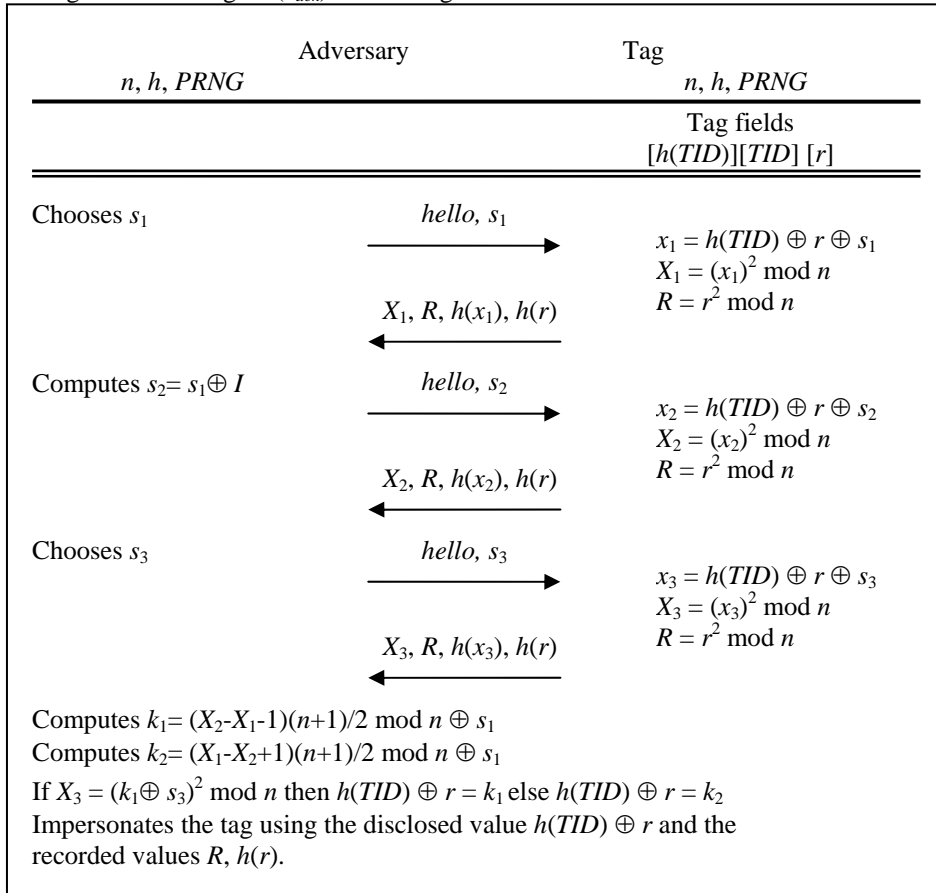 Adversary Tag
n, h, PRNG n, h, PRNG
Tag fields
[h(TID)][TID] [r]
Chooses s₁ hello, s₁
x₁ = h(TID) ⊕ r ⊕ s₁
X₁ = (x₁)² mod n
R = r² mod n
X₁, R, h(x₁), h(r)
Computes s₂= s₁⊕ I hello, s₂
x₂ = h(TID) ⊕ r ⊕ s₂
X₂ = (x₂)² mod n
R = r² mod n
X₂, R, h(x₂), h(r)
Chooses s₃ hello, s₃
x₃ = h(TID) ⊕ r ⊕ s₃
X₃ = (x₃)² mod n
R = r² mod n
X₃, R, h(x₃), h(r)
Computes k₁= (X₂-X₁-1)(n+1)/2 mod n ⊕ s₁
Computes k₂= (X₁-X₂+1)(n+1)/2 mod n ⊕ s₁
If X₃ = (k₁⊕ s₃)² mod n then h(TID) ⊕ r = k₁ else h(TID) ⊕ r = k₂
Impersonates the tag using the disclosed value h(TID) ⊕ r and the
recorded values R, h(r).